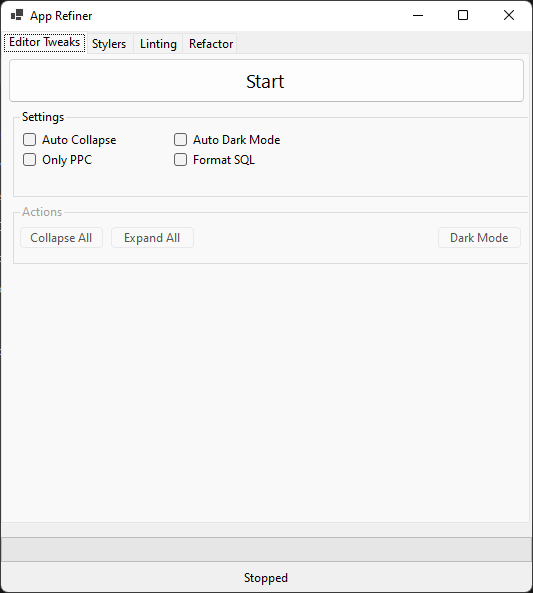 App Refiner
Editor Tweaks Stylers Linting Refactor
Start
Settings
Auto Collapse Auto Dark Mode
Only PPC Format SQL
Actions
Collapse All Expand All Dark Mode
Stopped